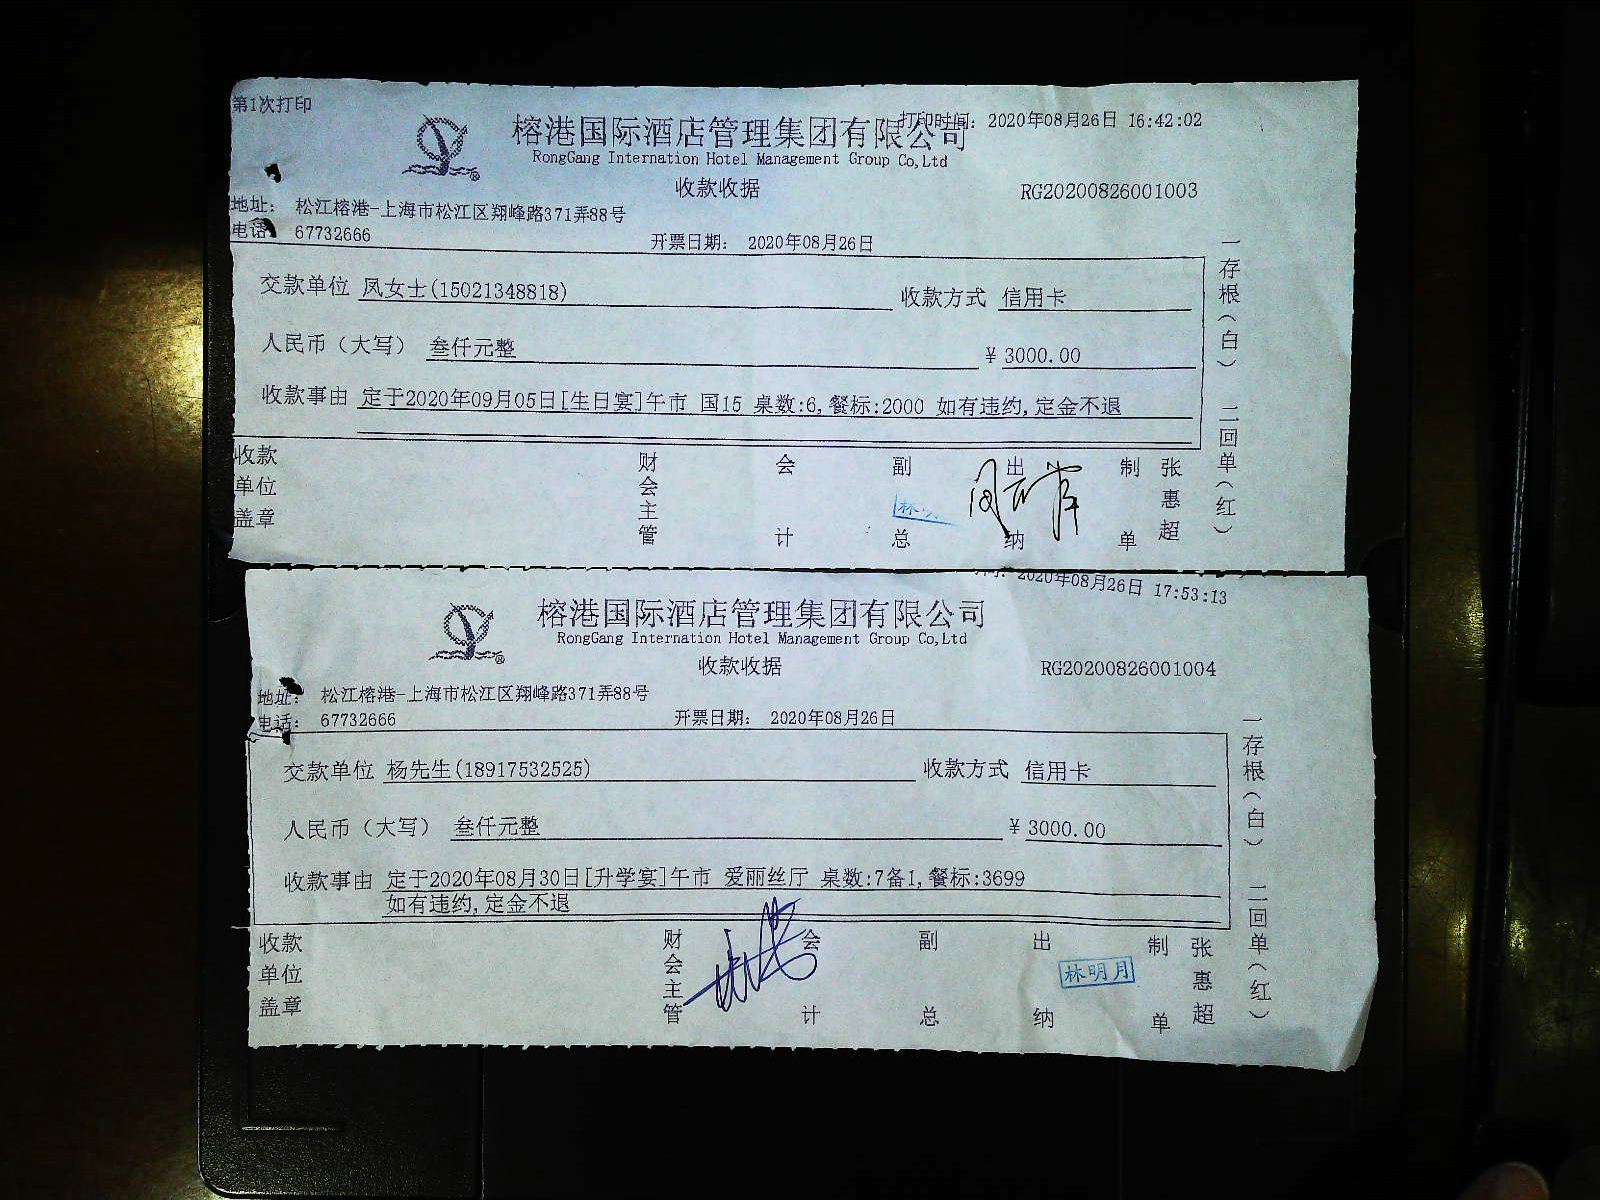 第1次打印
打印时间: 2020年08月26日 16:42:02
榕港国际酒店管理集团有限公司
RongGang Internation Hotel Management Group Co,Ltd
收款收据
RG20200826001003
地址: 松江榕港-上海市松江区翔峰路371弄88号
电话: 67732666
开票日期: 2020年08月26日
交款单位 凤女士(15021348818) 收款方式 信用卡
人民币（大写） 叁仟元整 ¥ 3000.00
收款事由 定于2020年09月05日[生日宴]午市 国15 桌数:6,餐标:2000 如有违约,定金不退
收款单位盖章 财会主管 会计 副总 出纳 制单 张惠超
一存根(白) 二回单(红)
2020年08月26日 17:53:13
榕港国际酒店管理集团有限公司
RongGang Internation Hotel Management Group Co,Ltd
收款收据
RG20200826001004
地址: 松江榕港-上海市松江区翔峰路371弄88号
电话: 67732666
开票日期: 2020年08月26日
交款单位 杨先生(18917532525) 收款方式 信用卡
人民币（大写） 叁仟元整 ¥ 3000.00
收款事由 定于2020年08月30日[升学宴]午市 爱丽丝厅 桌数:7备1,餐标:3699
如有违约,定金不退
收款单位盖章 财会主管 会计 副总 出纳 林明月 制单 张惠超
一存根(白) 二回单(红)